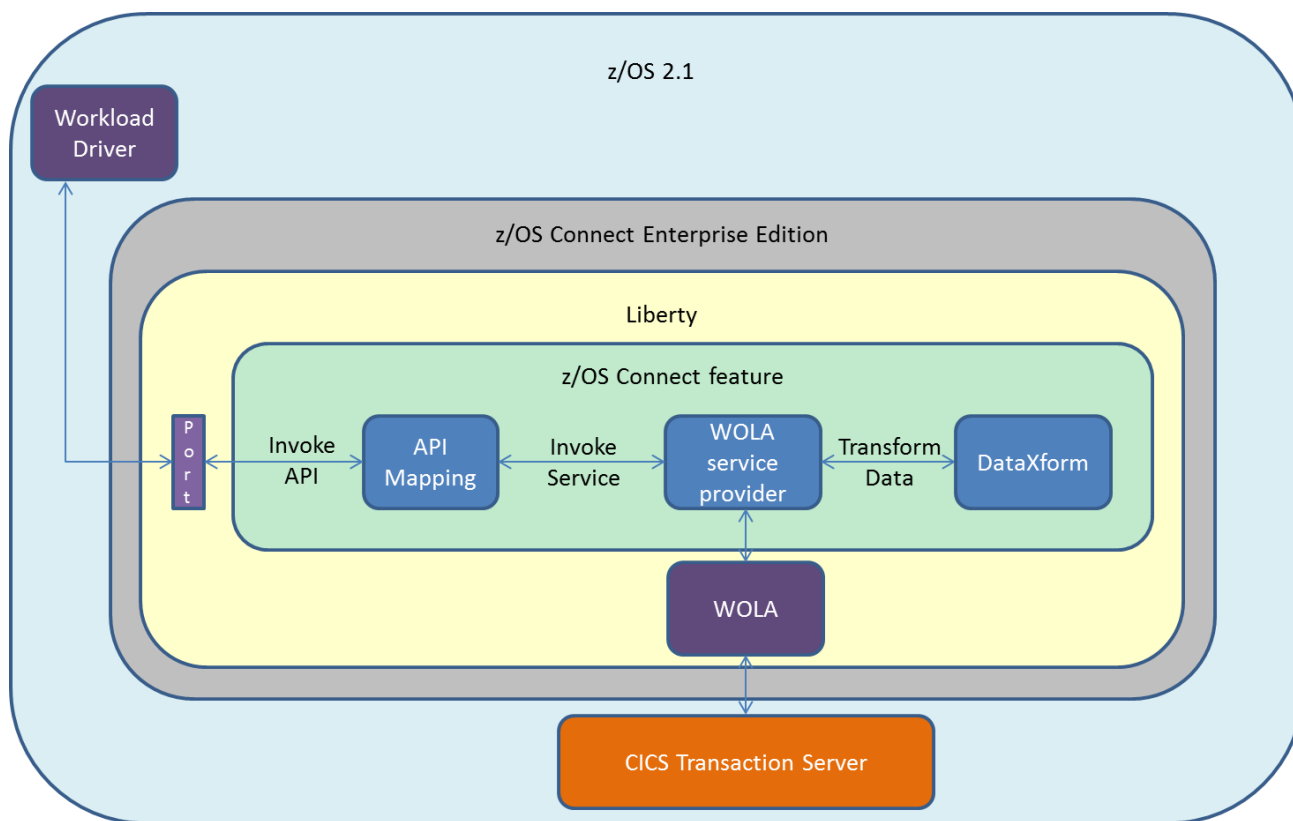 z/OS 2.1
Workload
Driver
z/OS Connect Enterprise Edition
Liberty
z/OS Connect feature
Port
Invoke
API
API
Mapping
Invoke
Service
WOLA
service
provider
Transform
Data
DataXform
WOLA
CICS Transaction Server